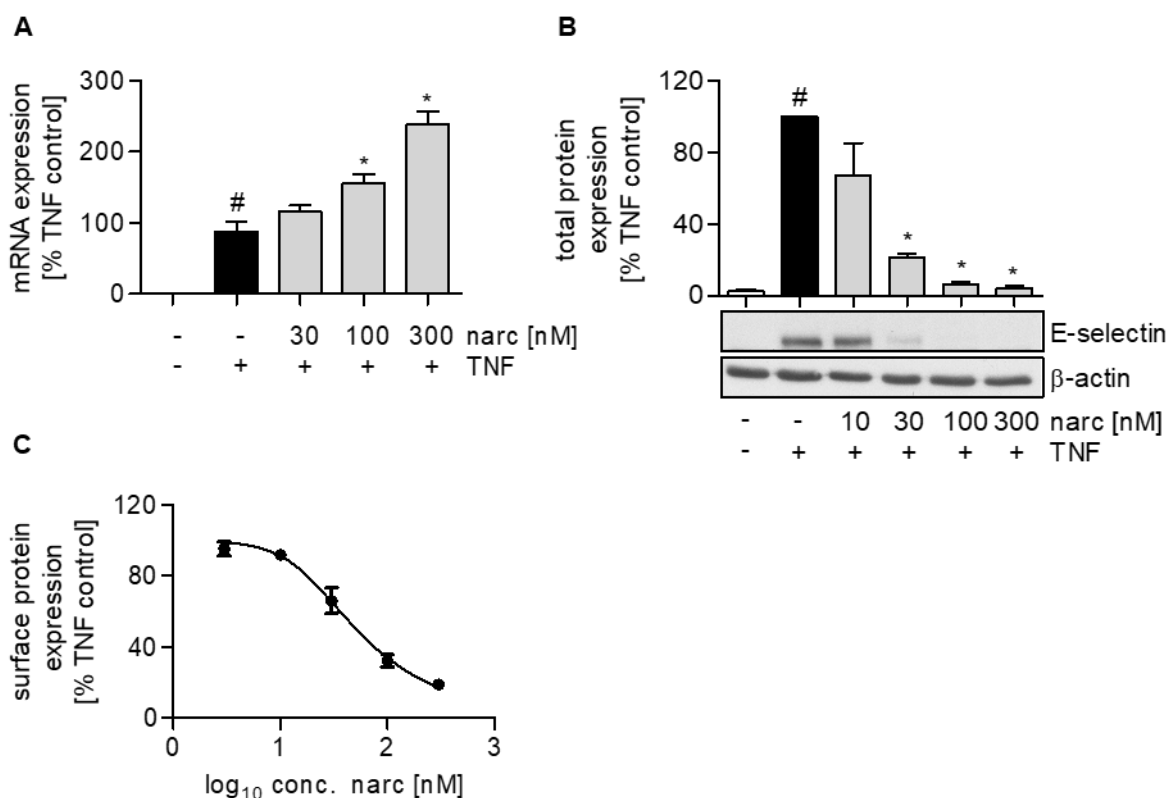 A
mRNA expression
[% TNF control]
300
200
100
0
#
*
*
- - 30 100 300 narc [nM]
- + + + + TNF
B
total protein
expression
[% TNF control]
120
80
40
0
#
*
*
*
E-selectin
β-actin
- - 10 30 100 300 narc [nM]
- + + + + + TNF
C
surface protein
expression
[% TNF control]
120
80
40
0
0 1 2 3
log10 conc. narc [nM]